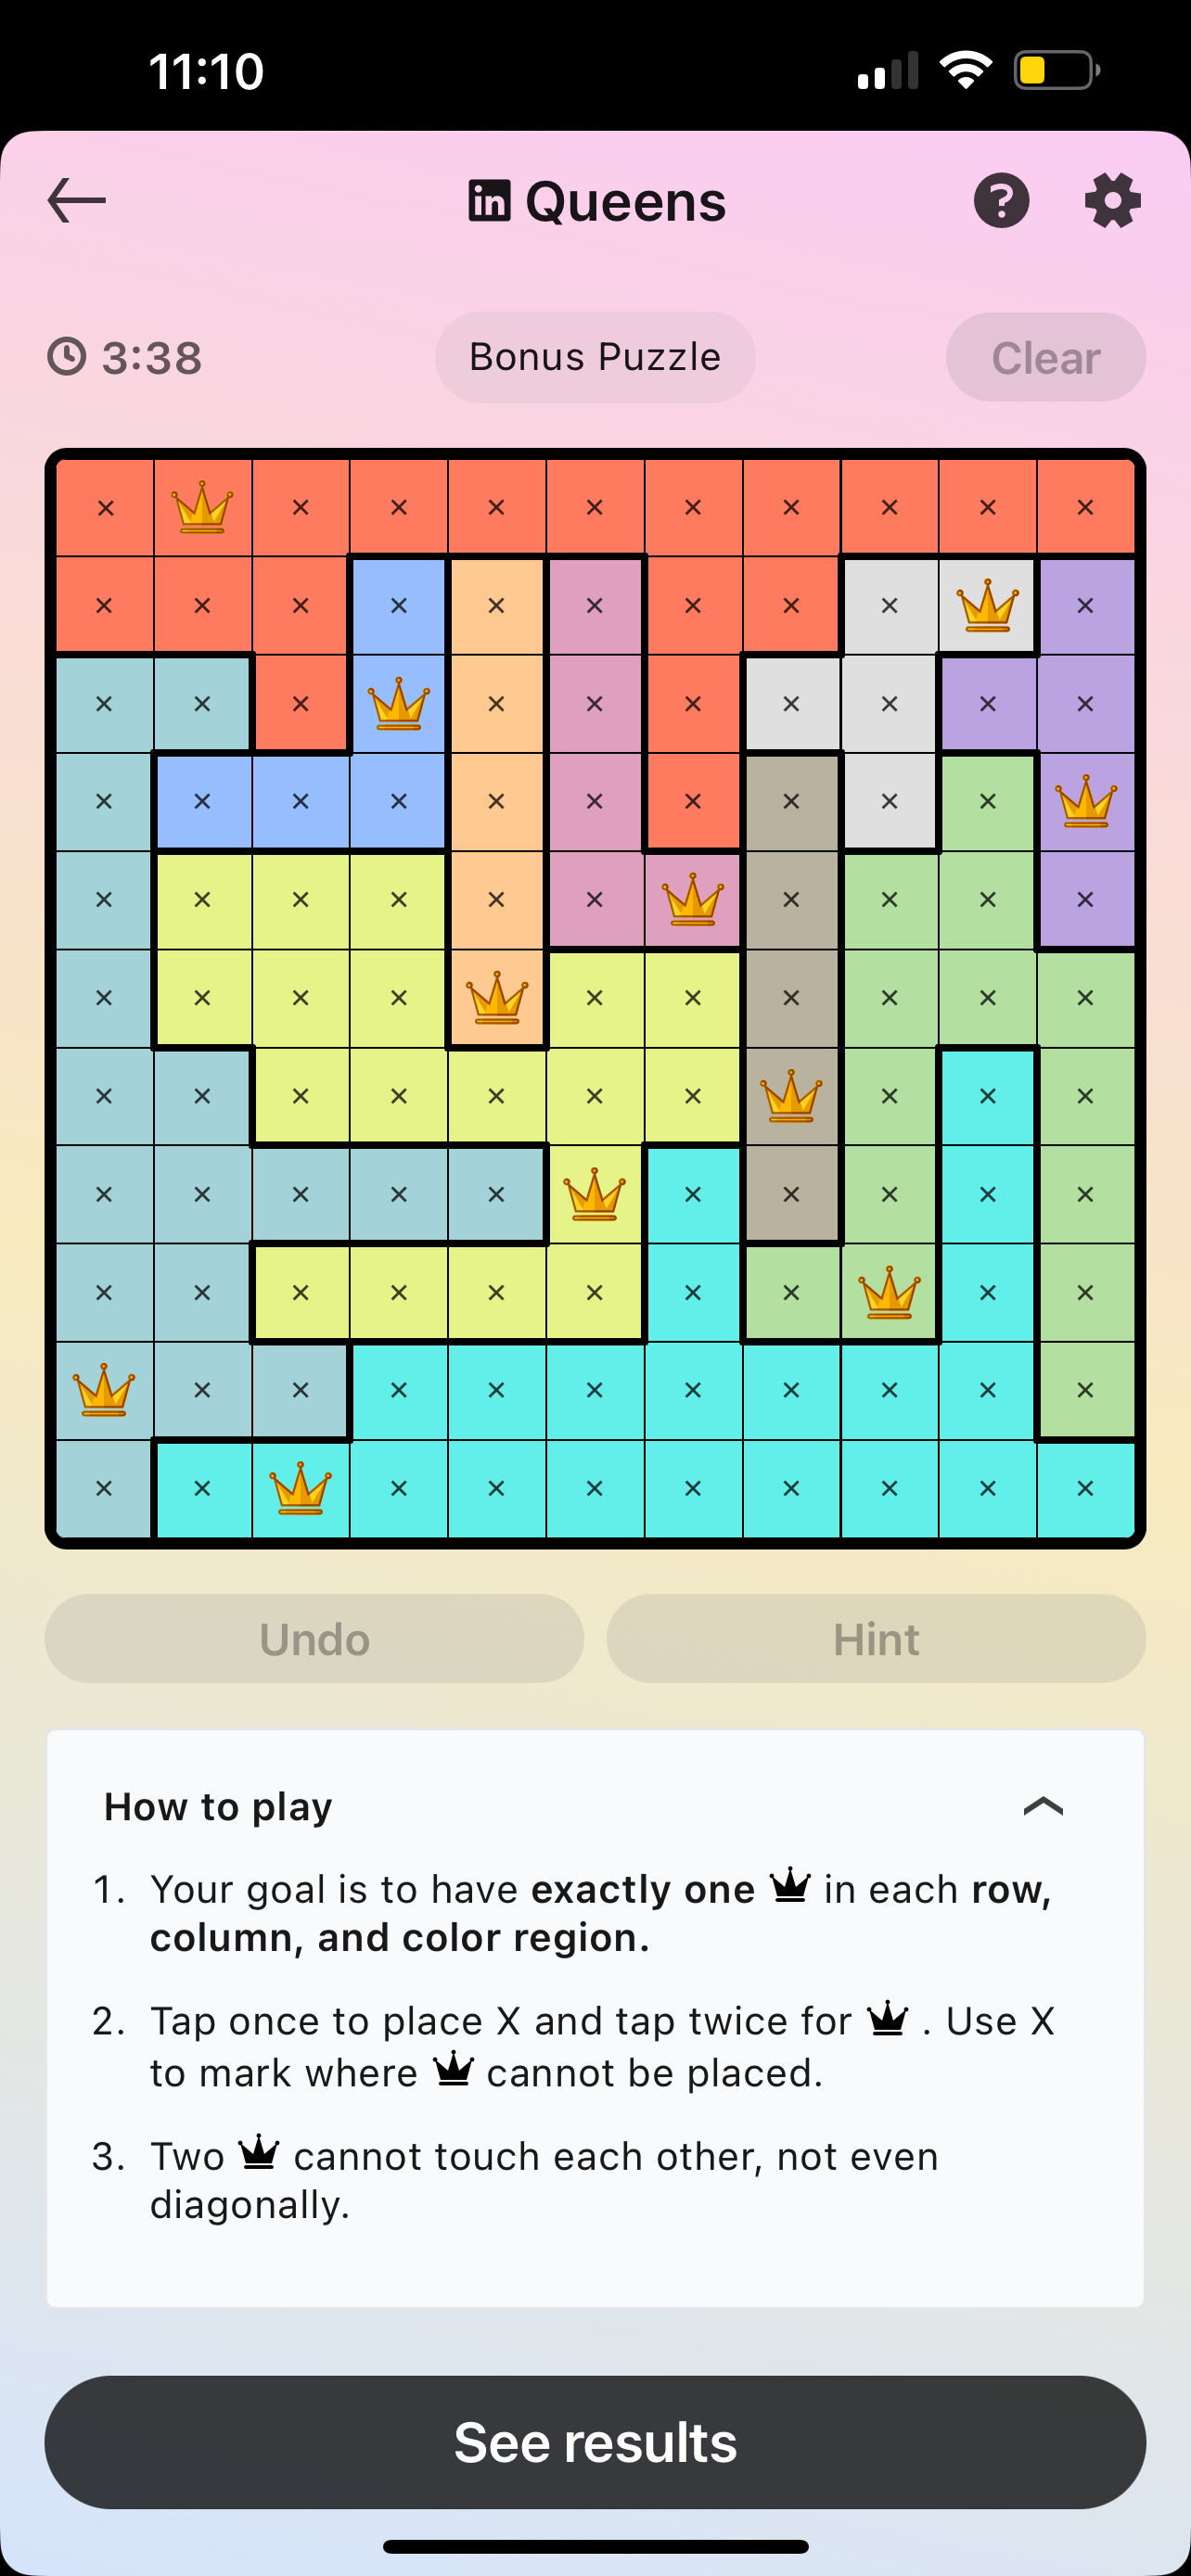 11:10
in Queens
?
3:38
Bonus Puzzle
Clear
Undo
Hint
How to play
1. Your goal is to have exactly one in each row,
column, and color region.
2. Tap once to place X and tap twice for . Use X
to mark where cannot be placed.
3. Two cannot touch each other, not even
diagonally.
See results